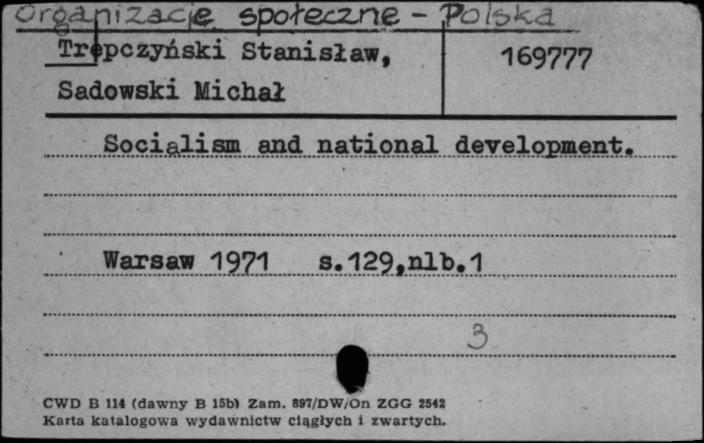 Organizacje społeczne - Polska
Trępczyński Stanisław, 169777
Sadowski Michał
Socialism and national development.
Warsaw 1971 s.129,nlb.1
3
CWD B 114 (dawny B 15b) Zam. 897/DW/On ZGG 2542
Karta katalogowa wydawnictw ciągłych i zwartych.